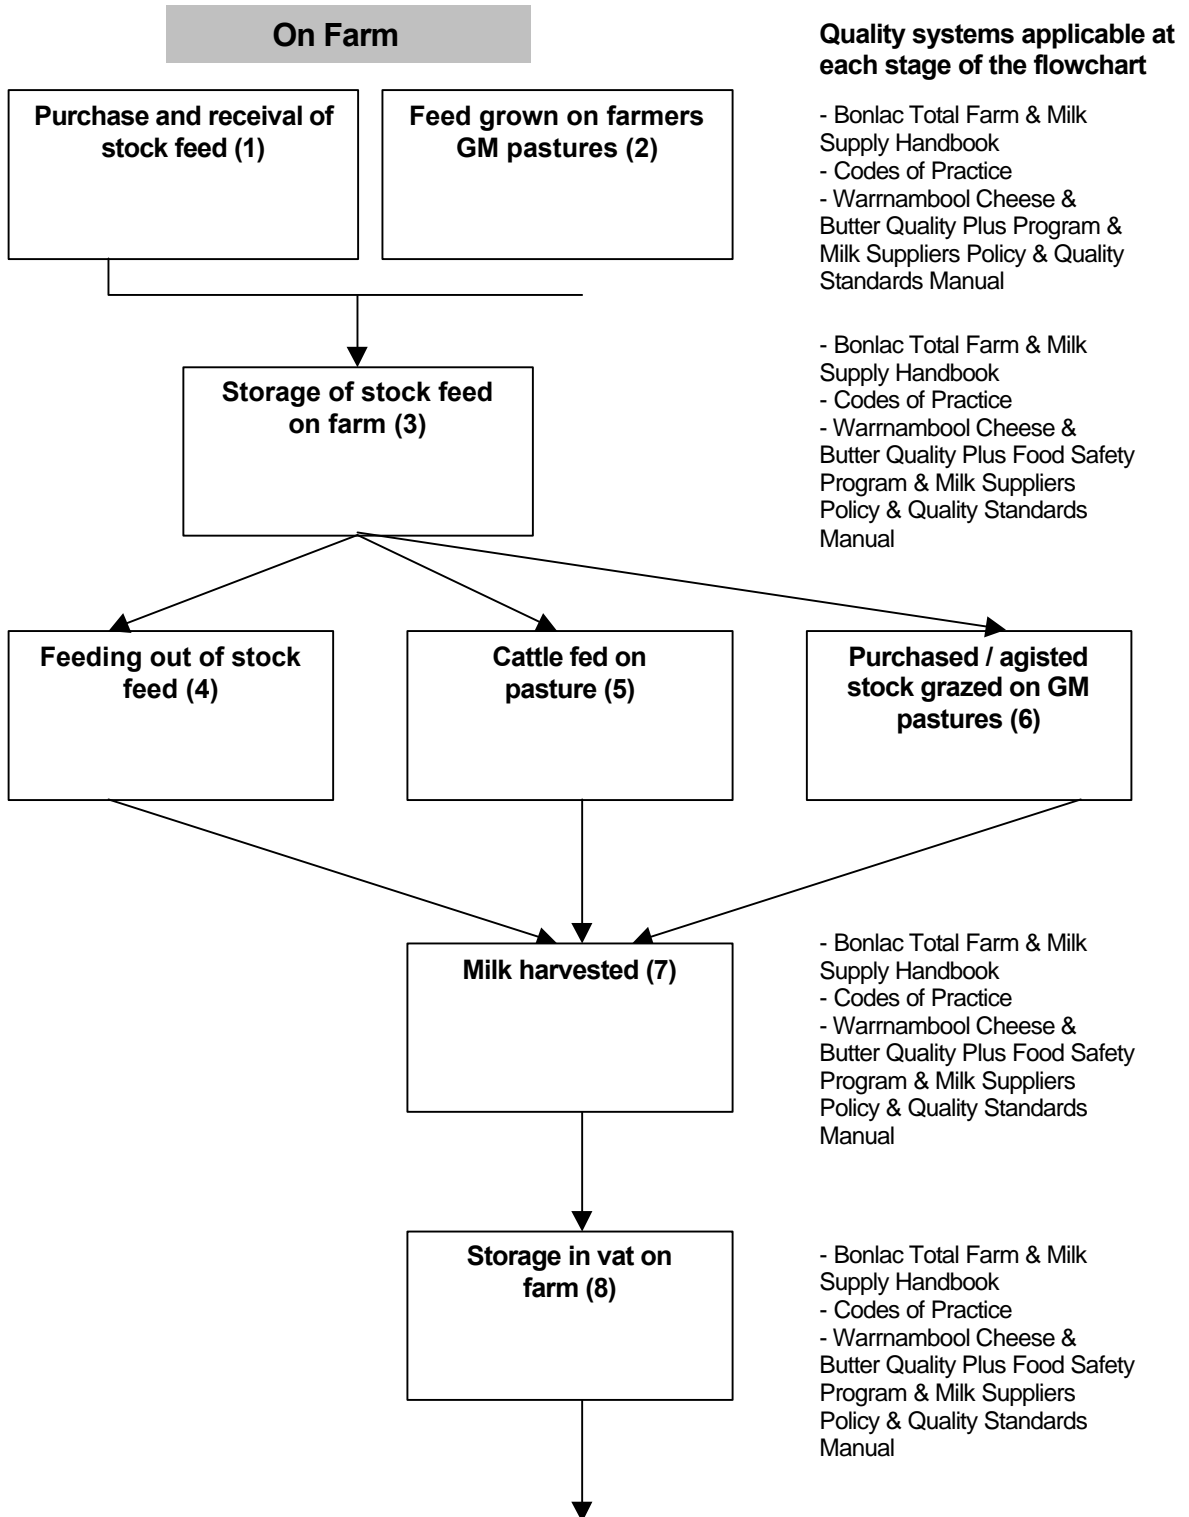 On Farm
Quality systems applicable at
each stage of the flowchart
Purchase and receival of
stock feed (1)
Feed grown on farmers
GM pastures (2)
- Bonlac Total Farm & Milk
Supply Handbook
- Codes of Practice
- Warrnambool Cheese &
Butter Quality Plus Program &
Milk Suppliers Policy & Quality
Standards Manual
Storage of stock feed
on farm (3)
- Bonlac Total Farm & Milk
Supply Handbook
- Codes of Practice
- Warrnambool Cheese &
Butter Quality Plus Food Safety
Program & Milk Suppliers
Policy & Quality Standards
Manual
Feeding out of stock
feed (4)
Cattle fed on
pasture (5)
Purchased / agisted
stock grazed on GM
pastures (6)
Milk harvested (7)
- Bonlac Total Farm & Milk
Supply Handbook
- Codes of Practice
- Warrnambool Cheese &
Butter Quality Plus Food Safety
Program & Milk Suppliers
Policy & Quality Standards
Manual
Storage in vat on
farm (8)
- Bonlac Total Farm & Milk
Supply Handbook
- Codes of Practice
- Warrnambool Cheese &
Butter Quality Plus Food Safety
Program & Milk Suppliers
Policy & Quality Standards
Manual